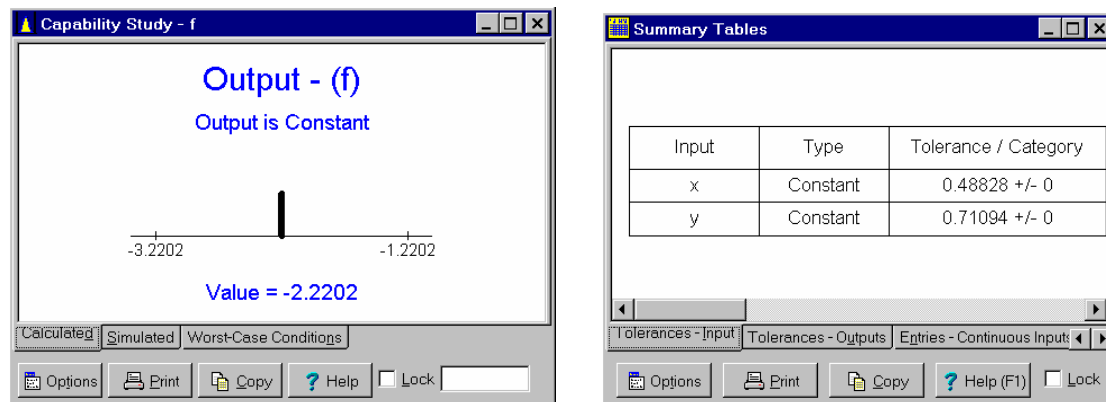 Capability Study - f
Output - (f)
Output is Constant
-3.2202 -1.2202
Value = -2.2202
Calculated Simulated Worst-Case Conditions
Options Print Copy ? Help Lock
Summary Tables
Input Type Tolerance / Category
x Constant 0.48828 +/- 0
y Constant 0.71094 +/- 0
Tolerances - Input Tolerances - Outputs Entries - Continuous Inputs
Options Print Copy ? Help (F1) Lock